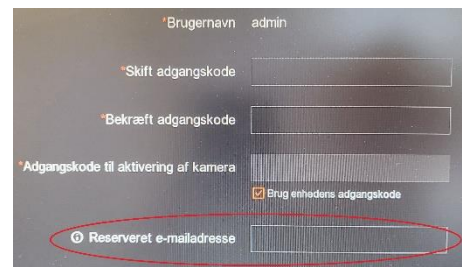 *Brugernavn admin
*Skift adgangskode
*Bekræft adgangskode
*Adgangskode til aktivering af kamera
Brug enhedens adgangskode
Reserveret e-mailadresse